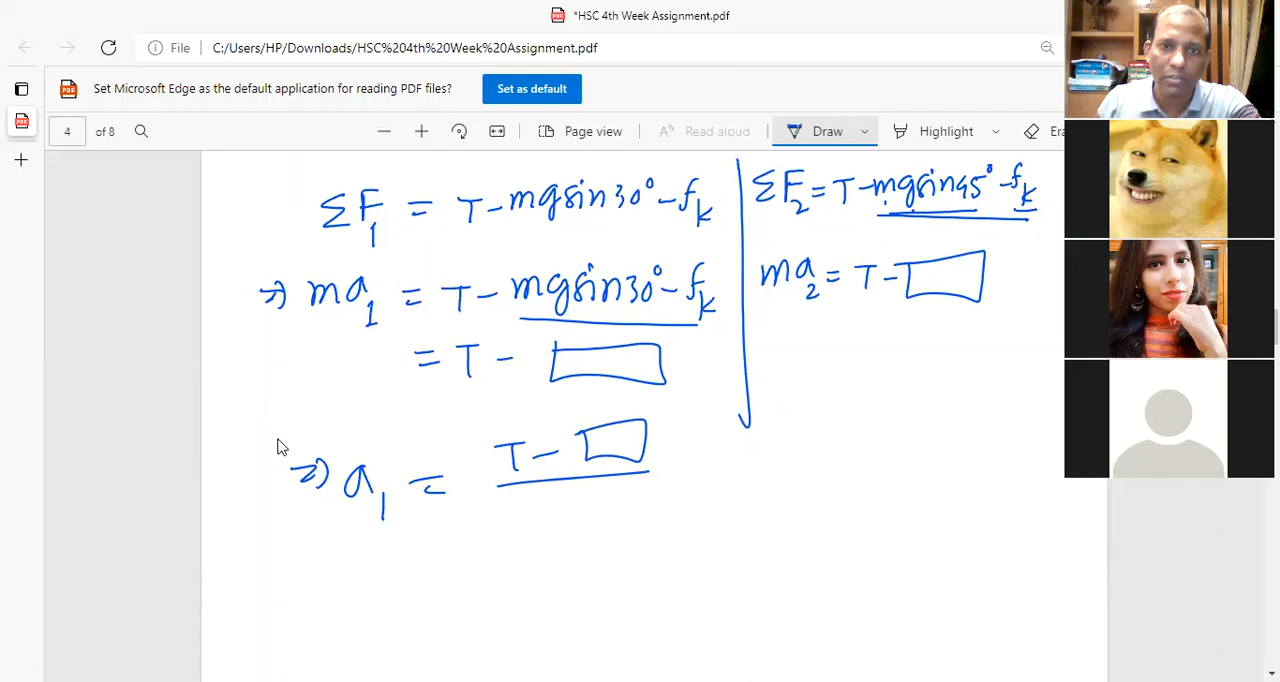 *HSC 4th Week Assignment.pdf
File C:/Users/HP/Downloads/HSC%204th%20Week%20Assignment.pdf
Set Microsoft Edge as the default application for reading PDF files? Set as default
4 of 8 Page view Read aloud Draw Highlight Era
ΣF₁ = T - mg sin 30° - fₖ
⇒ ma₁ = T - mg sin 30° - fₖ
= T -
⇒ a₁ = T -
ΣF₂ = T - mg sin 45° - fₖ
ma₂ = T -